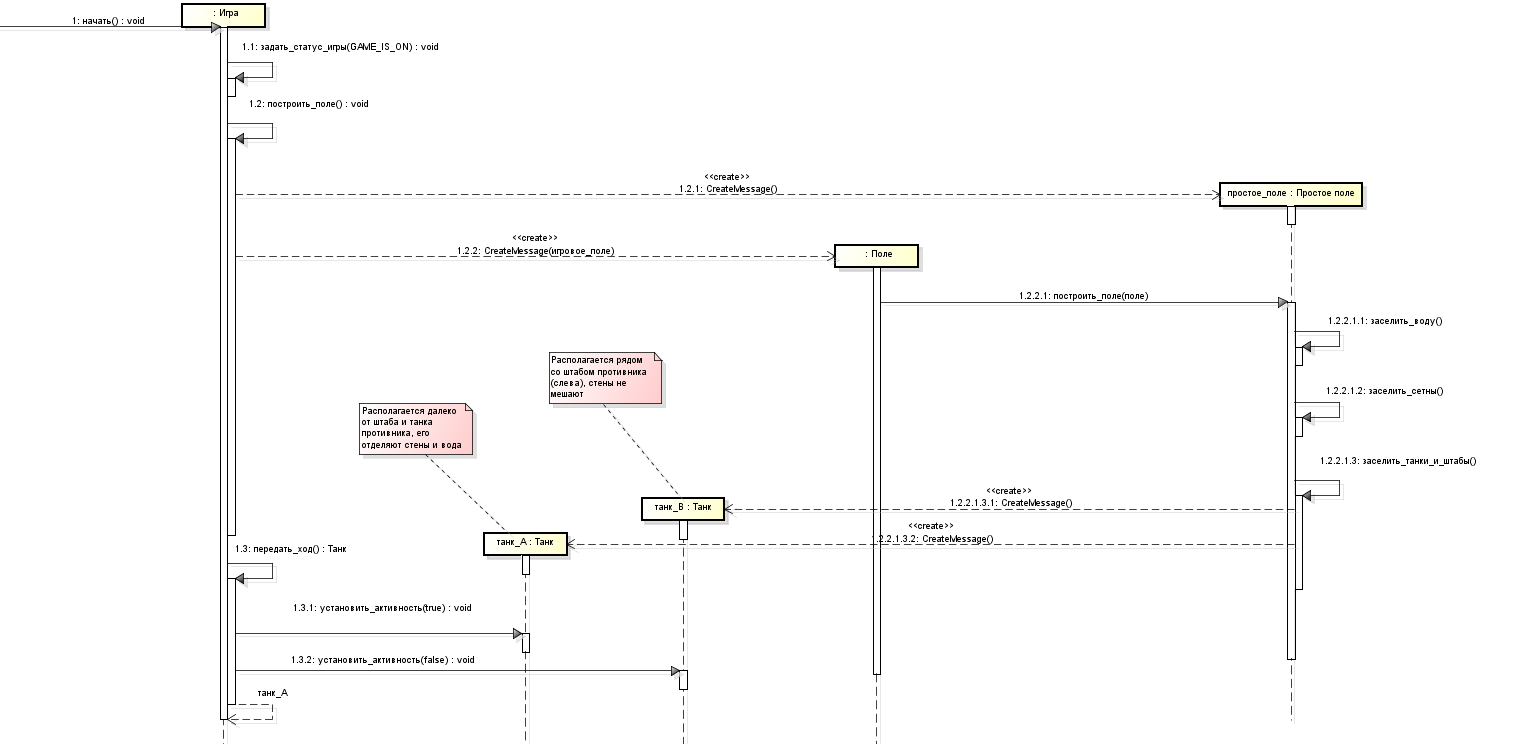 : Игра
1: начать() : void
1.1: задать_статус_игры(GAME_IS_ON) : void
1.2: построить_поле() : void
<<create>>
1.2.1: CreateMessage()
простое_поле : Простое поле
<<create>>
1.2.2: CreateMessage(игровое_поле)
: Поле
1.2.2.1: построить_поле(поле)
1.2.2.1.1: заселить_воду()
Располагается рядом
со штабом противника
(слева), стены не
мешают
1.2.2.1.2: заселить_сетны()
Располагается далеко
от штаба и танка
противника, его
отделяют стены и вода
1.2.2.1.3: заселить_танки_и_штабы()
<<create>>
1.2.2.1.3.1: CreateMessage()
танк_B : Танк
<<create>>
1.2.2.1.3.2: CreateMessage()
танк_A : Танк
1.3: передать_ход() : Танк
1.3.1: установить_активность(true) : void
1.3.2: установить_активность(false) : void
танк_A